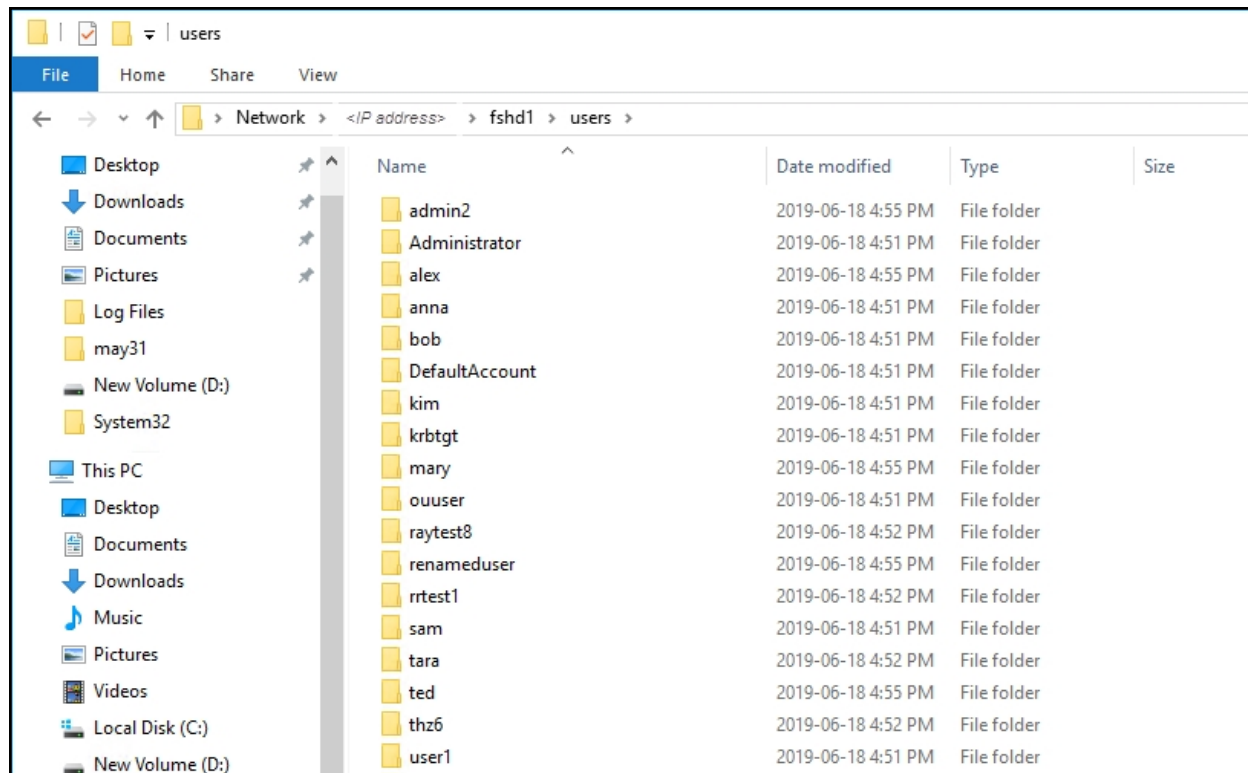 users
File Home Share View
Network <IP address> fshd1 users
Name Date modified Type Size
Desktop
Downloads
Documents
Pictures
Log Files
may31
New Volume (D:)
System32
This PC
Desktop
Documents
Downloads
Music
Pictures
Videos
Local Disk (C:)
New Volume (D:)
admin2 2019-06-18 4:55 PM File folder
Administrator 2019-06-18 4:51 PM File folder
alex 2019-06-18 4:55 PM File folder
anna 2019-06-18 4:51 PM File folder
bob 2019-06-18 4:51 PM File folder
DefaultAccount 2019-06-18 4:51 PM File folder
kim 2019-06-18 4:51 PM File folder
krbtgt 2019-06-18 4:51 PM File folder
mary 2019-06-18 4:55 PM File folder
ouuser 2019-06-18 4:51 PM File folder
raytest8 2019-06-18 4:52 PM File folder
renameduser 2019-06-18 4:55 PM File folder
rrtest1 2019-06-18 4:52 PM File folder
sam 2019-06-18 4:51 PM File folder
tara 2019-06-18 4:52 PM File folder
ted 2019-06-18 4:55 PM File folder
thz6 2019-06-18 4:52 PM File folder
user1 2019-06-18 4:51 PM File folder